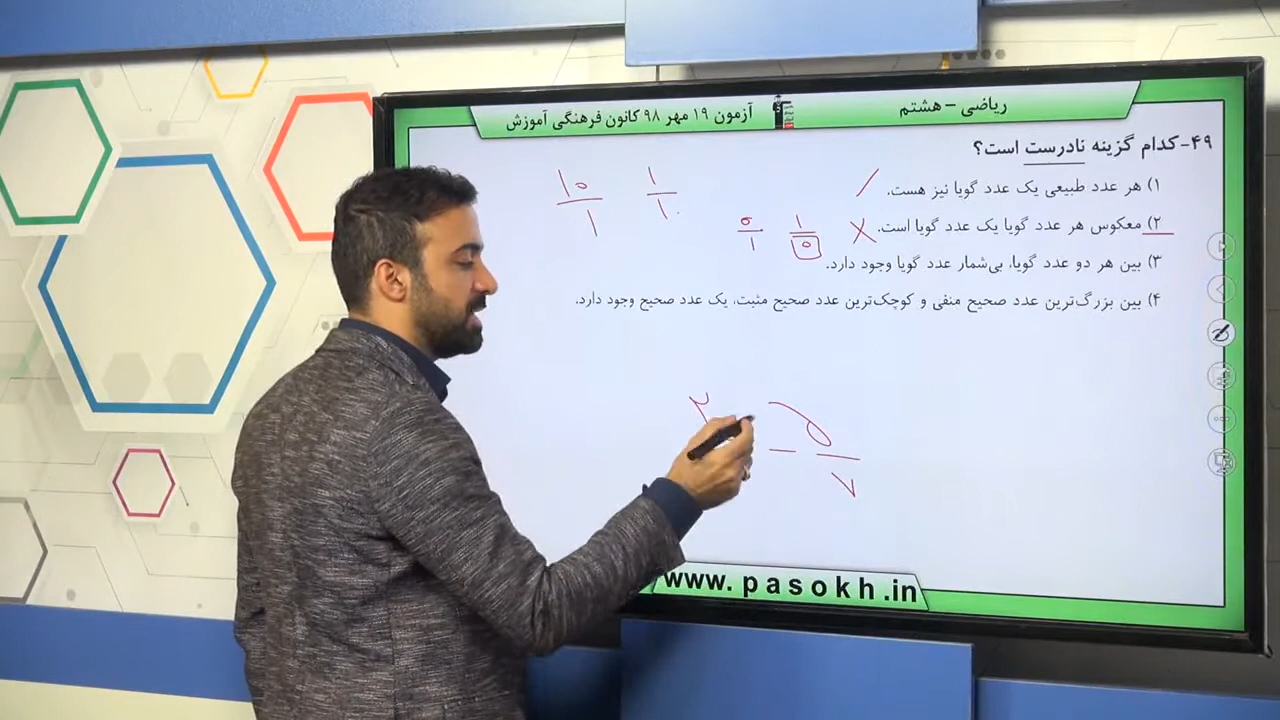 ریاضی - هشتم
آزمون ۱۹ مهر ۹۸ کانون فرهنگی آموزش
۴۹- کدام گزینه نادرست است؟
۱) هر عدد طبیعی یک عدد گویا نیز هست.
۲) معکوس هر عدد گویا یک عدد گویا است.
۳) بین هر دو عدد گویا، بی‌شمار عدد گویا وجود دارد.
۴) بین بزرگ‌ترین عدد صحیح منفی و کوچک‌ترین عدد صحیح مثبت، یک عدد صحیح وجود دارد.
www. pasokh .in